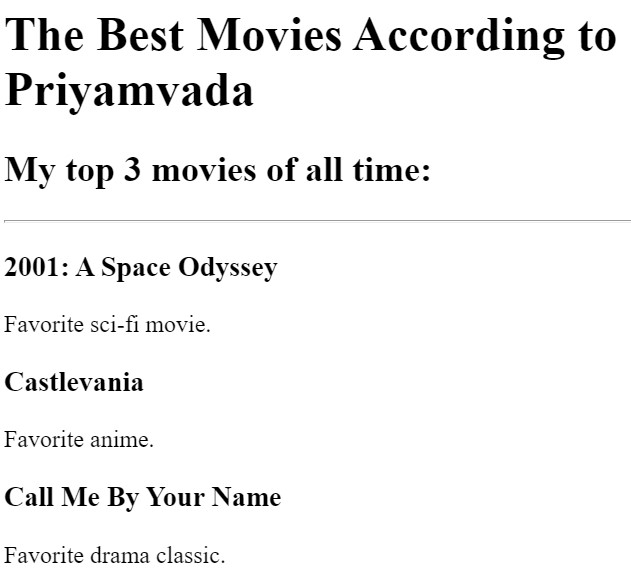 The Best Movies According to
Priyamvada
My top 3 movies of all time:
2001: A Space Odyssey
Favorite sci-fi movie.
Castlevania
Favorite anime.
Call Me By Your Name
Favorite drama classic.